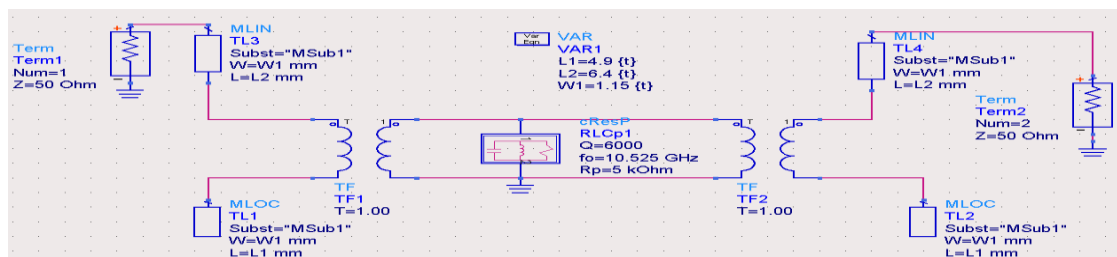 MLIN
TL3
Subst="MSub1"
W=W1 mm
L=L2 mm
Term
Term1
Num=1
Z=50 Ohm
Var
Eqn
VAR
VAR1
L1=4.9 {t}
L2=6.4 {t}
W1=1.15 {t}
MLIN
TL4
Subst="MSub1"
W=W1 mm
L=L2 mm
Term
Term2
Num=2
Z=50 Ohm
T
1
cResP
RLCp1
Q=6000
fo=10.525 GHz
Rp=5 kOhm
T
1
TF
TF1
T=1.00
TF
TF2
T=1.00
MLOC
TL1
Subst="MSub1"
W=W1 mm
L=L1 mm
MLOC
TL2
Subst="MSub1"
W=W1 mm
L=L1 mm